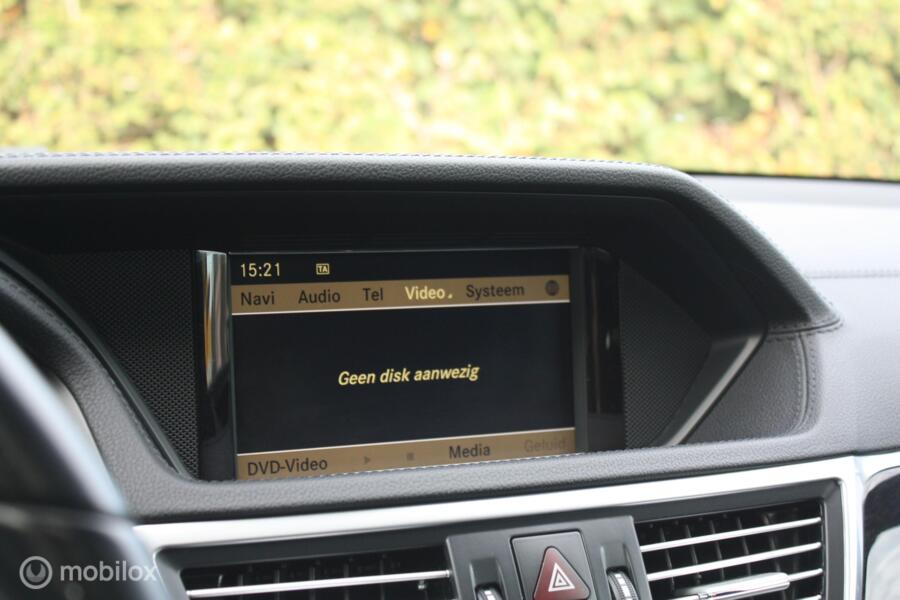 15:21 TA
Navi Audio Tel Video Systeem
Geen disk aanwezig
DVD-Video Media Geluid
mobilox